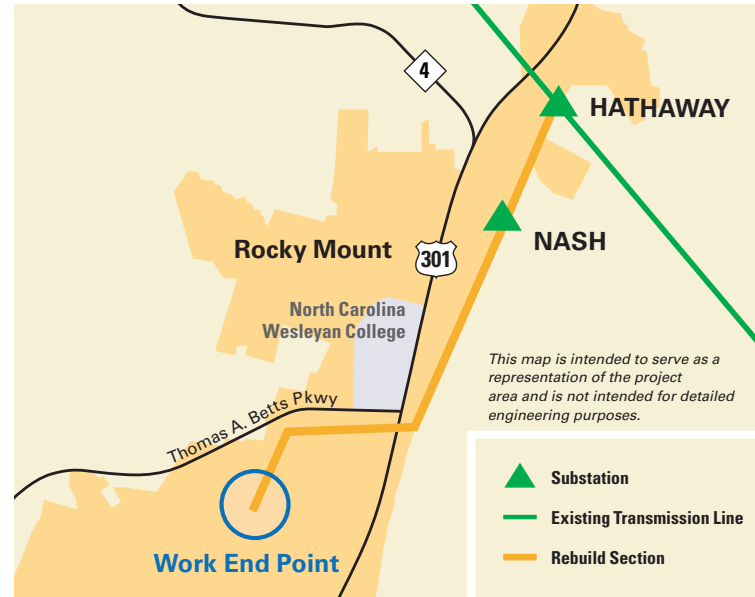 4
HATHAWAY
NASH
Rocky Mount
301
North Carolina
Wesleyan College
This map is intended to serve as a
representation of the project
area and is not intended for detailed
engineering purposes.
Thomas A. Betts Pkwy
Work End Point
Substation
Existing Transmission Line
Rebuild Section